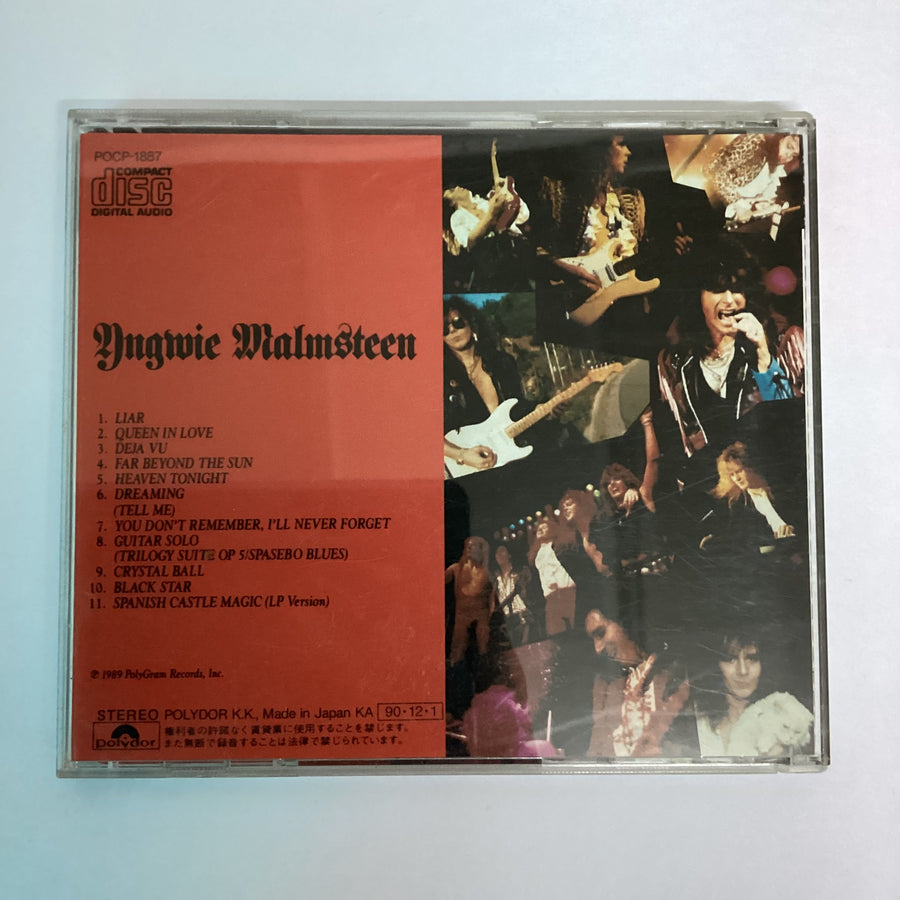 POCP-1887
COMPACT
disc
DIGITAL AUDIO
Yngwie Malmsteen
1. LIAR
2. QUEEN IN LOVE
3. DEJA VU
4. FAR BEYOND THE SUN
5. HEAVEN TONIGHT
6. DREAMING
(TELL ME)
7. YOU DON'T REMEMBER, I'LL NEVER FORGET
8. GUITAR SOLO
(TRILOGY SUITE OP 5/SPASEBO BLUES)
9. CRYSTAL BALL
10. BLACK STAR
11. SPANISH CASTLE MAGIC (LP Version)
℗ 1989 PolyGram Records, Inc.
STEREO POLYDOR K.K., Made in Japan KA 90・12・1
polydor
権利者の許諾なく賃貸業に使用することを禁じます。
また無断で録音することは法律で禁じられています。